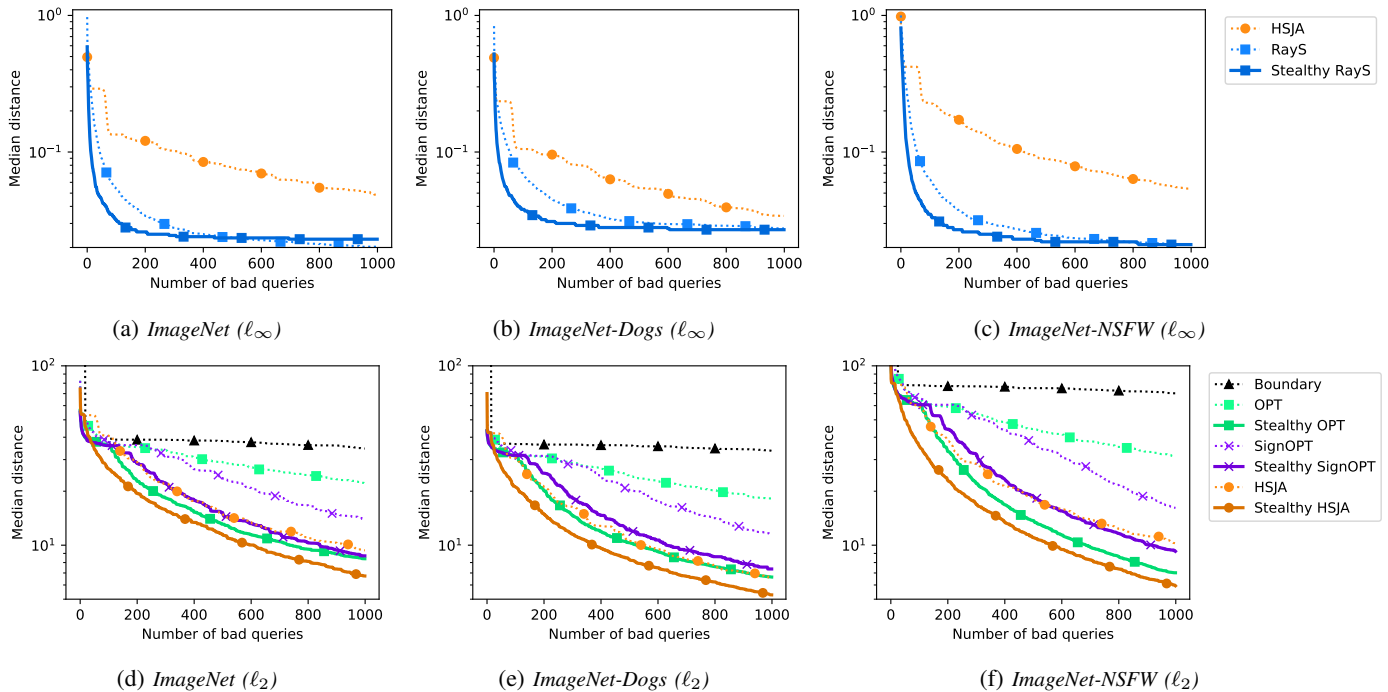 10^0
10^{-1}
Median distance
0 200 400 600 800 1000
Number of bad queries
(a) ImageNet (ℓ∞)
10^0
10^{-1}
Median distance
0 200 400 600 800 1000
Number of bad queries
(b) ImageNet-Dogs (ℓ∞)
10^0
10^{-1}
Median distance
0 200 400 600 800 1000
Number of bad queries
(c) ImageNet-NSFW (ℓ∞)
HSJA
RayS
Stealthy RayS
10^2
10^1
Median distance
0 200 400 600 800 1000
Number of bad queries
(d) ImageNet (ℓ2)
10^2
10^1
Median distance
0 200 400 600 800 1000
Number of bad queries
(e) ImageNet-Dogs (ℓ2)
10^2
10^1
Median distance
0 200 400 600 800 1000
Number of bad queries
(f) ImageNet-NSFW (ℓ2)
Boundary
OPT
Stealthy OPT
SignOPT
Stealthy SignOPT
HSJA
Stealthy HSJA